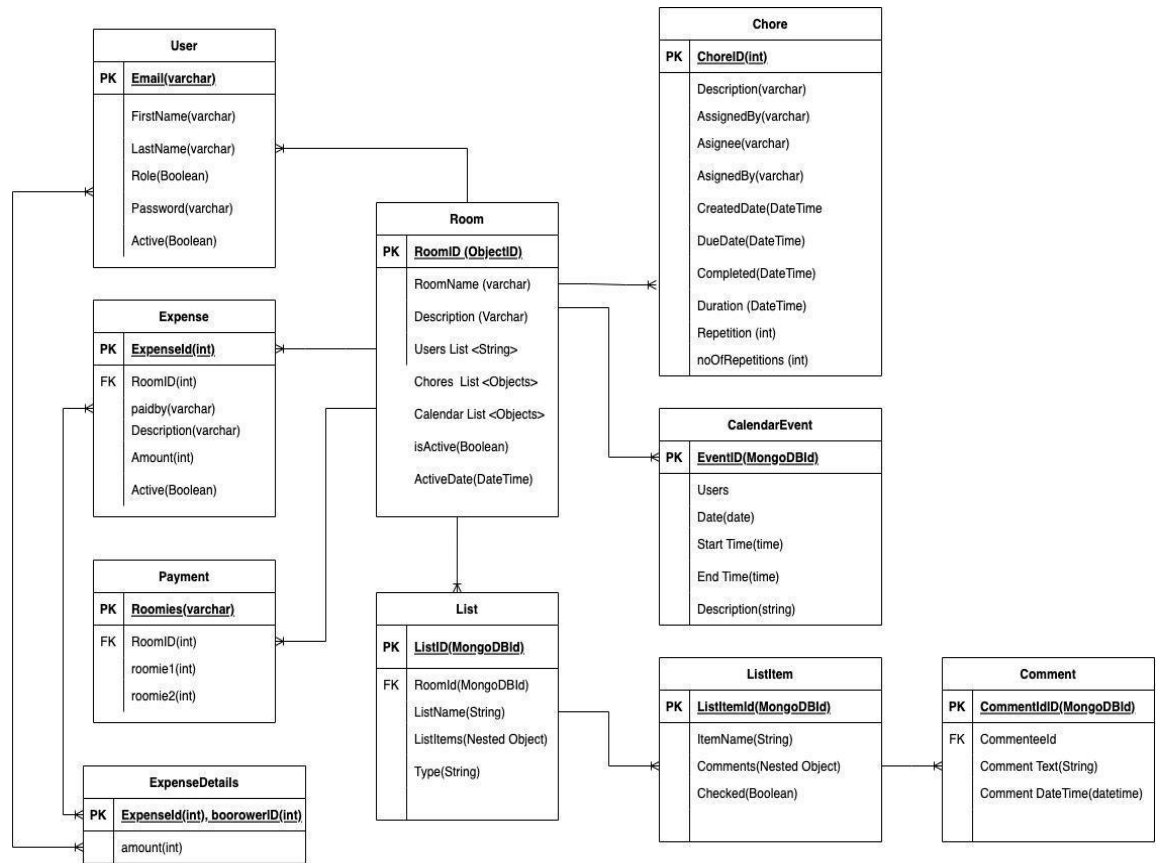 User
PK Email(varchar)
FirstName(varchar)
LastName(varchar)
Role(Boolean)
Password(varchar)
Active(Boolean)
Expense
PK ExpenseId(int)
FK RoomID(int)
paidby(varchar)
Description(varchar)
Amount(int)
Active(Boolean)
Payment
PK Roomies(varchar)
FK RoomID(int)
roomie1(int)
roomie2(int)
ExpenseDetails
PK ExpenseId(int), boorowerID(int)
amount(int)
Room
PK RoomID (ObjectID)
RoomName (varchar)
Description (Varchar)
Users List <String>
Chores List <Objects>
Calendar List <Objects>
isActive(Boolean)
ActiveDate(DateTime)
List
PK ListID(MongoDBId)
FK RoomId(MongoDBId)
ListName(String)
ListItems(Nested Object)
Type(String)
Chore
PK ChoreID(int)
Description(varchar)
AssignedBy(varchar)
Asignee(varchar)
AsignedBy(varchar)
CreatedDate(DateTime
DueDate(DateTime)
Completed(DateTime)
Duration (DateTime)
Repetition (int)
noOfRepetitions (int)
CalendarEvent
PK EventID(MongoDBId)
Users
Date(date)
Start Time(time)
End Time(time)
Description(string)
ListItem
PK ListItemId(MongoDBId)
ItemName(String)
Comments(Nested Object)
Checked(Boolean)
Comment
PK CommentIdID(MongoDBId)
FK CommenteeId
Comment Text(String)
Comment DateTime(datetime)